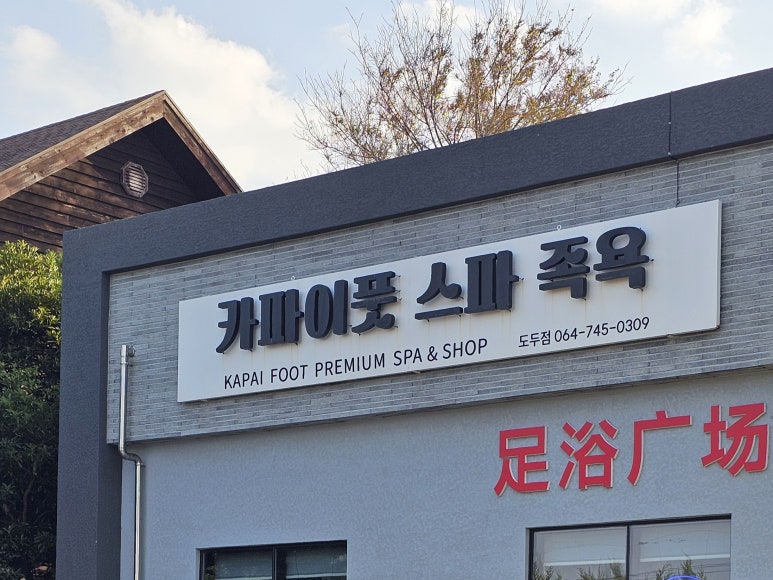 가파이풋 스파 족욕
KAPAI FOOT PREMIUM SPA & SHOP
도두점 064-745-0309
足浴广场